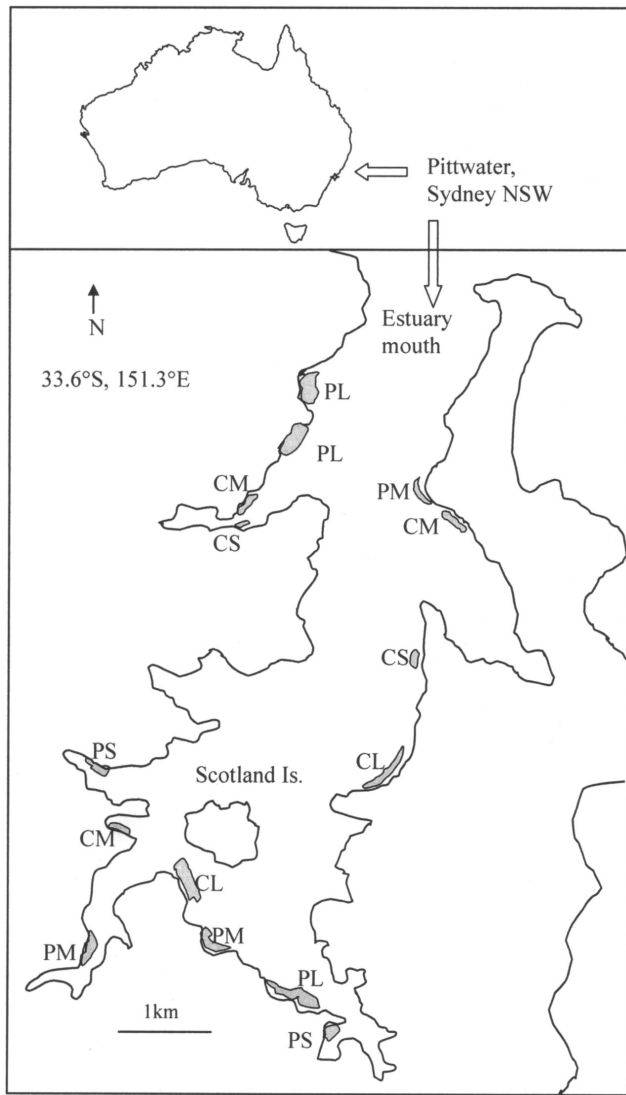 Pittwater,
Sydney NSW
N
Estuary
mouth
33.6°S, 151.3°E
PL
PL
CM
PM
CS
CM
CS
PS
CL
Scotland Is.
CM
CL
PM
PM
PL
1km
PS